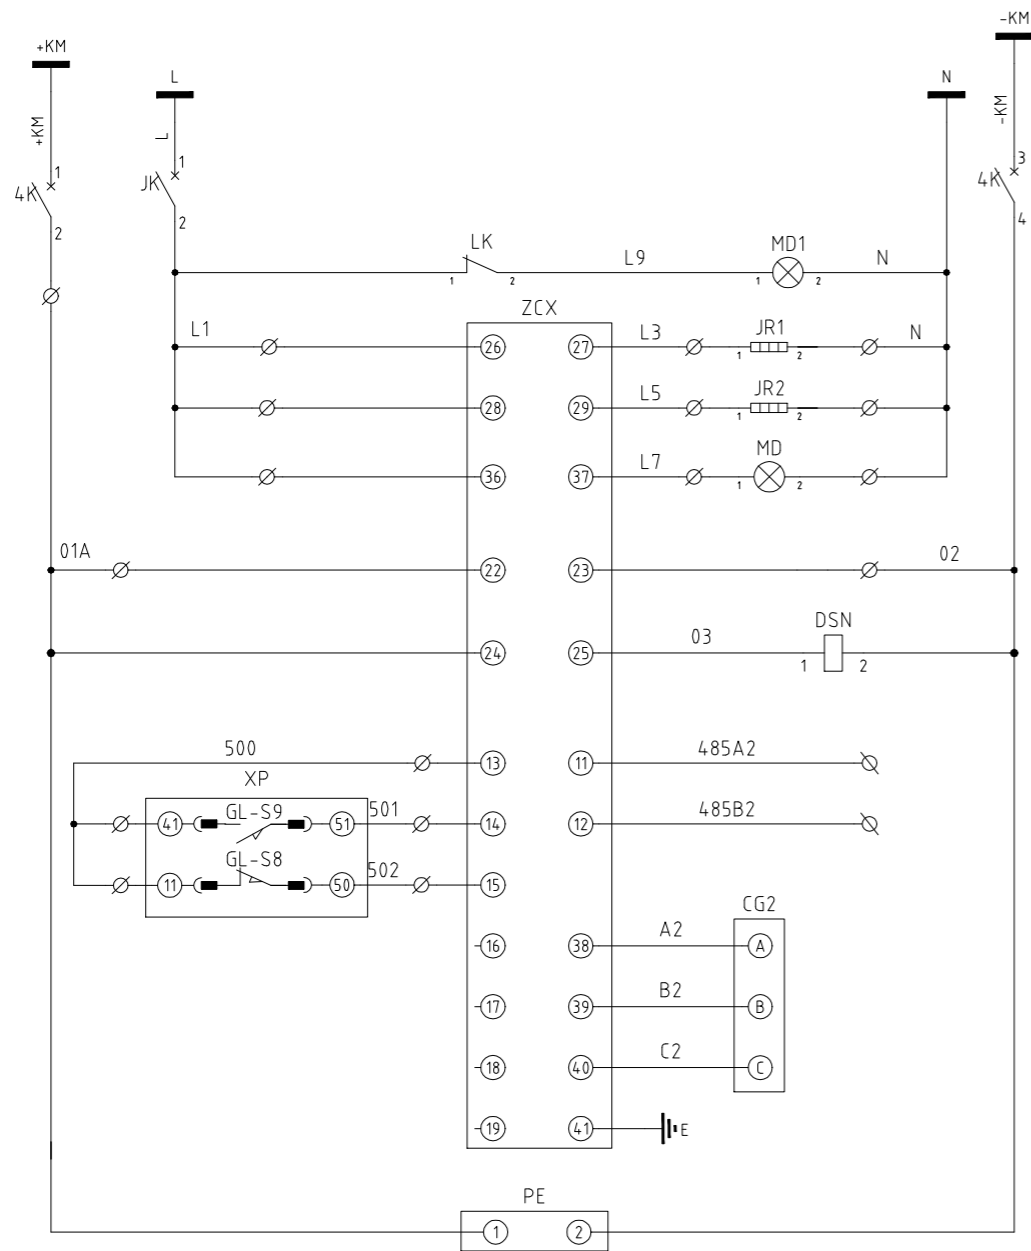 -KM
+KM
L
N
+KM
L
-KM
1
4K
2
1
JK
2
3
4K
4
LK
1
2
L9
MD1
1
2
N
ZCX
L1
26
27
L3
JR1
1
2
N
28
29
L5
JR2
1
2
36
37
L7
MD
1
2
01A
22
23
02
24
25
03
DSN
1
2
500
13
11
485A2
XP
41
GL-S9
51
501
14
12
485B2
11
GL-S8
50
502
15
CG2
16
38
A2
A
17
39
B2
B
18
40
C2
C
19
41
E
PE
1
2